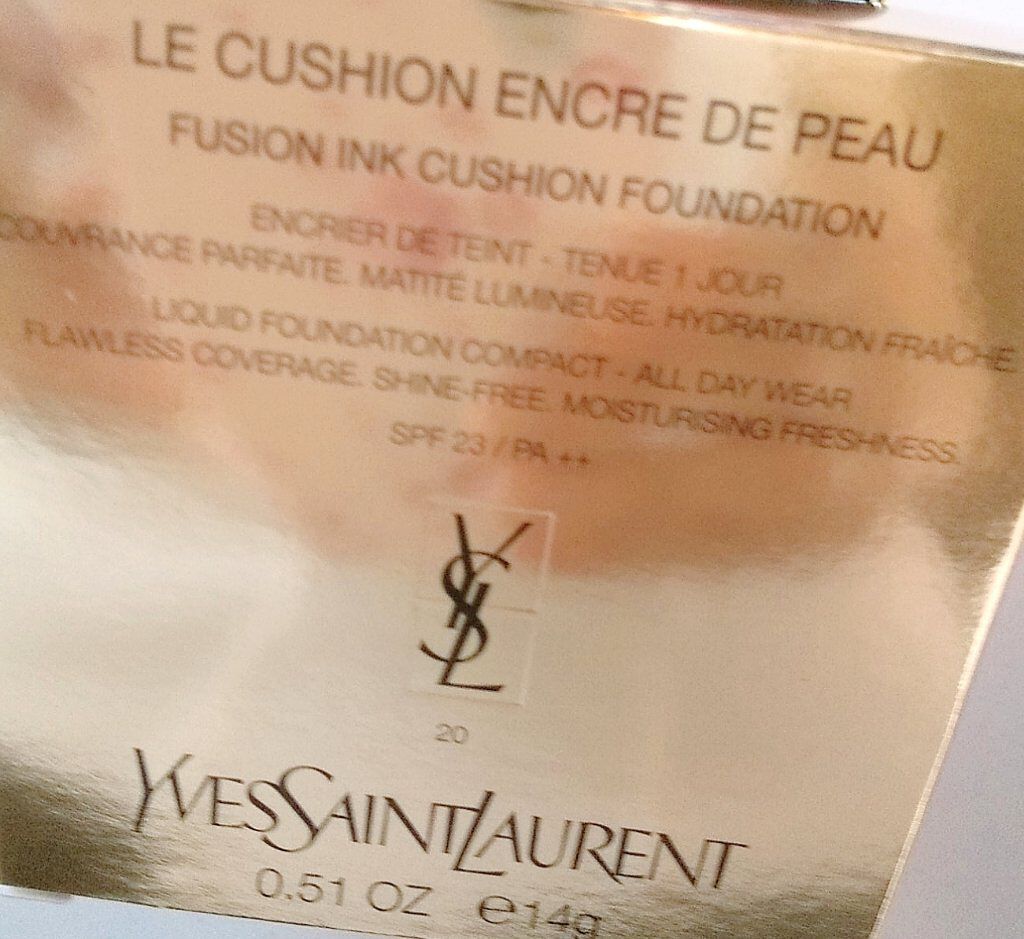 LE CUSHION ENCRE DE PEAU
FUSION INK CUSHION FOUNDATION
ENCRIER DE TEINT - TENUE 1 JOUR
COUVRANCE PARFAITE. MATITÉ LUMINEUSE. HYDRATATION FRAÎCHE.
LIQUID FOUNDATION COMPACT - ALL DAY WEAR
FLAWLESS COVERAGE. SHINE-FREE. MOISTURISING FRESHNESS.
SPF 23 / PA ++
YSL
20
YVESSAINTLAURENT
0.51 OZ ℮14g